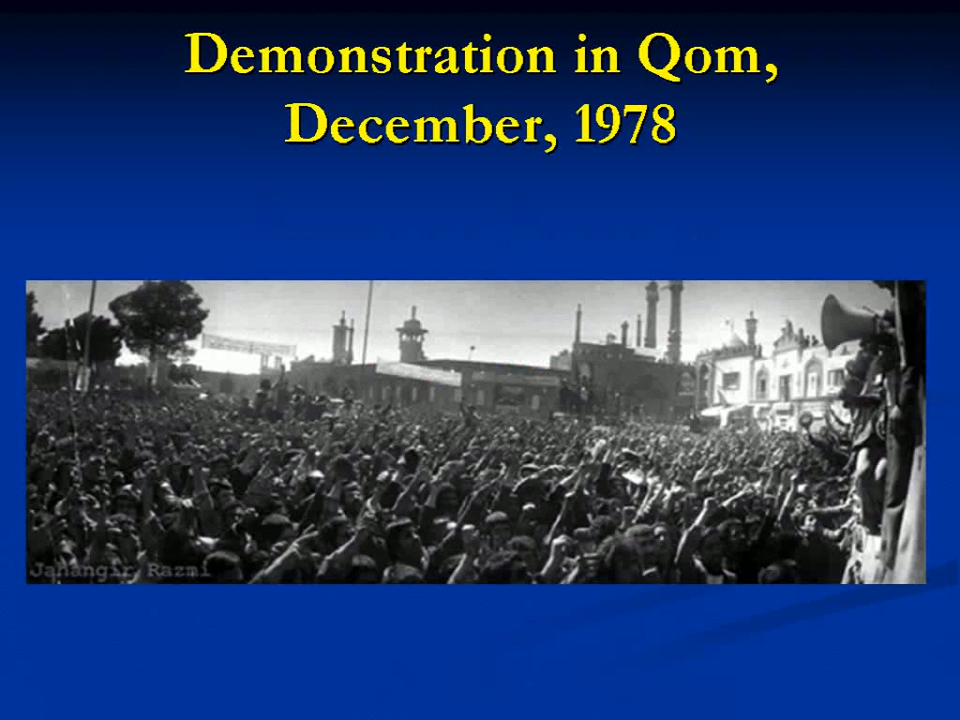 Demonstration in Qom,
December, 1978
Jahangir Razmi